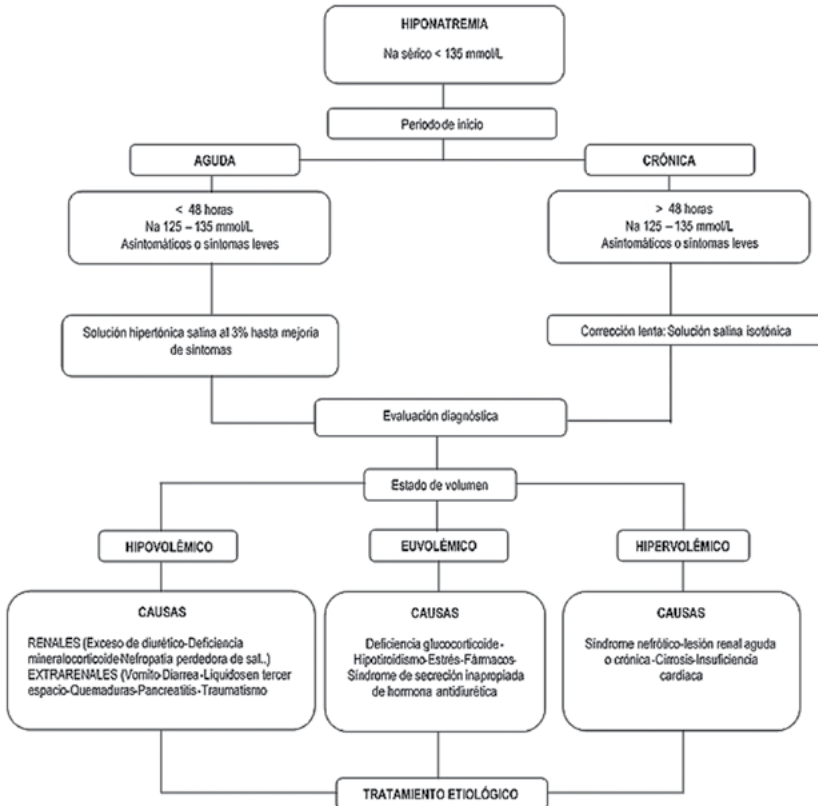 HIPONATREMIA
Na sérico < 135 mmol/L
Período de inicio
AGUDA
CRÓNICA
< 48 horas
Na 125 – 135 mmol/L
Asintomáticos o síntomas leves
> 48 horas
Na 125 – 135 mmol/L
Asintomáticos o síntomas leves
Solución hipertónica salina al 3% hasta mejoria
de síntomas
Corrección lenta: Solución salina isotónica
Evaluación diagnóstica
Estado de volumen
HIPOVOLÉMICO
EUVOLÉMICO
HIPERVOLÉMICO
CAUSAS
RENALES (Exceso de diurético-Deficiencia
mineralocorticoide-Nefropatía perdedora de sal..)
EXTRARENALES (Vomito-Diarrea-Liquidosen tercer
espacio-Quemaduras-Pancreatitis-Traumatismo
CAUSAS
Deficiencia glucocorticoide-
Hipotiroidismo-Estrés-Fármacos-
Síndrome de secreción inapropiada
de hormona antidiurética
CAUSAS
Síndrome nefrótico-lesión renal aguda
o crónica-Cirrosis-Insuficiencia
cardiaca
TRATAMIENTO ETIOLÓGICO